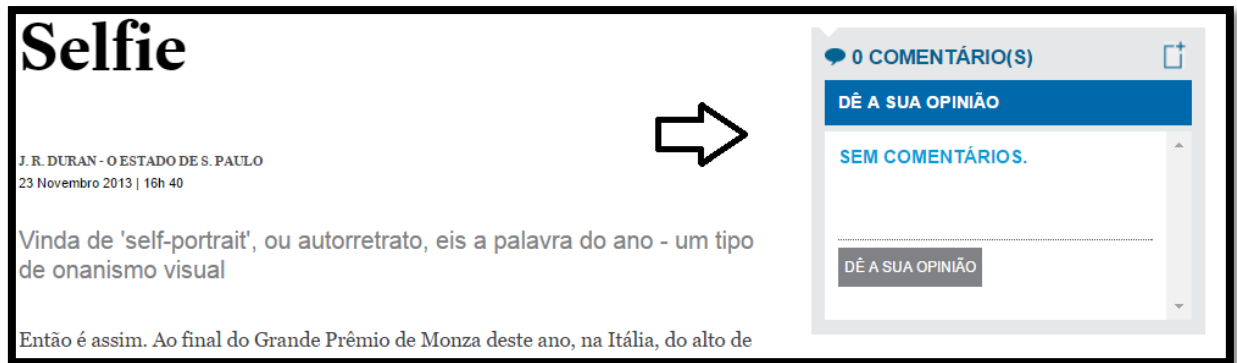 Selfie
J. R. DURAN - O ESTADO DE S. PAULO
23 Novembro 2013 | 16h 40
Vinda de 'self-portrait', ou autorretrato, eis a palavra do ano - um tipo
de onanismo visual
Então é assim. Ao final do Grande Prêmio de Monza deste ano, na Itália, do alto de
0 COMENTÁRIO(S)
DÊ A SUA OPINIÃO
SEM COMENTÁRIOS.
DÊ A SUA OPINIÃO